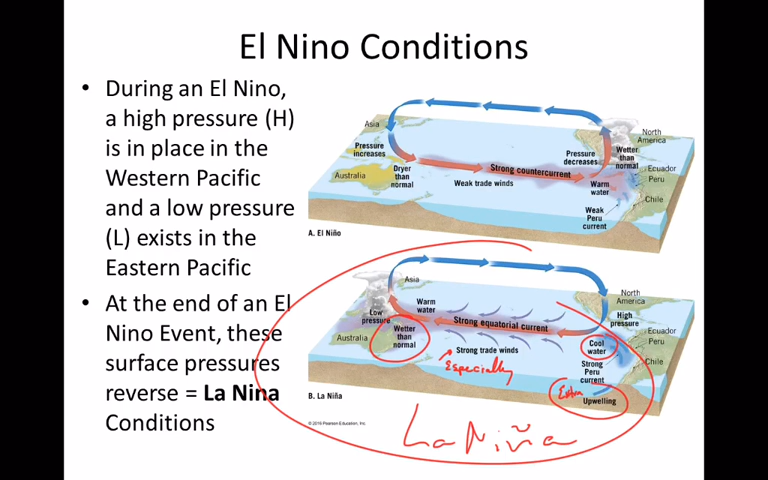 El Nino Conditions
• During an El Nino,
a high pressure (H)
is in place in the
Western Pacific
and a low pressure
(L) exists in the
Eastern Pacific
• At the end of an El
Nino Event, these
surface pressures
reverse = La Nina
Conditions
Asia
North
America
Pressure
increases
Pressure
decreases
Wetter
than
normal
Australia
Dryer
than
normal
Strong countercurrent
Weak trade winds
Warm
water
Ecuador
Peru
Chile
Weak
Peru
current
A. El Niño
Asia
North
America
Low
pressure
Warm
water
High
pressure
Strong equatorial current
Australia
Wetter
than
normal
Strong trade winds
Cool
water
Ecuador
Peru
Chile
Strong
Peru
current
Especially
Extra
Upwelling
B. La Niña
La Niña
© 2016 Pearson Education, Inc.